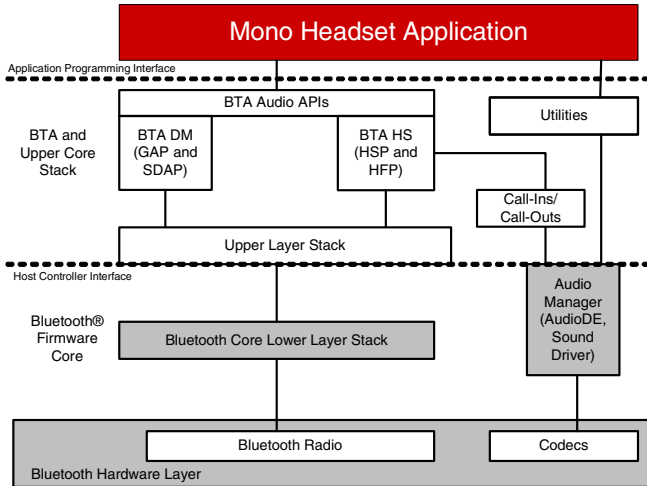 Mono Headset Application
Application Programming Interface
BTA Audio APIs
BTA and
Upper Core
Stack
BTA DM
(GAP and
SDAP)
BTA HS
(HSP and
HFP)
Utilities
Call-Ins/
Call-Outs
Upper Layer Stack
Host Controller Interface
Bluetooth®
Firmware
Core
Bluetooth Core Lower Layer Stack
Audio
Manager
(AudioDE,
Sound
Driver)
Bluetooth Radio
Codecs
Bluetooth Hardware Layer